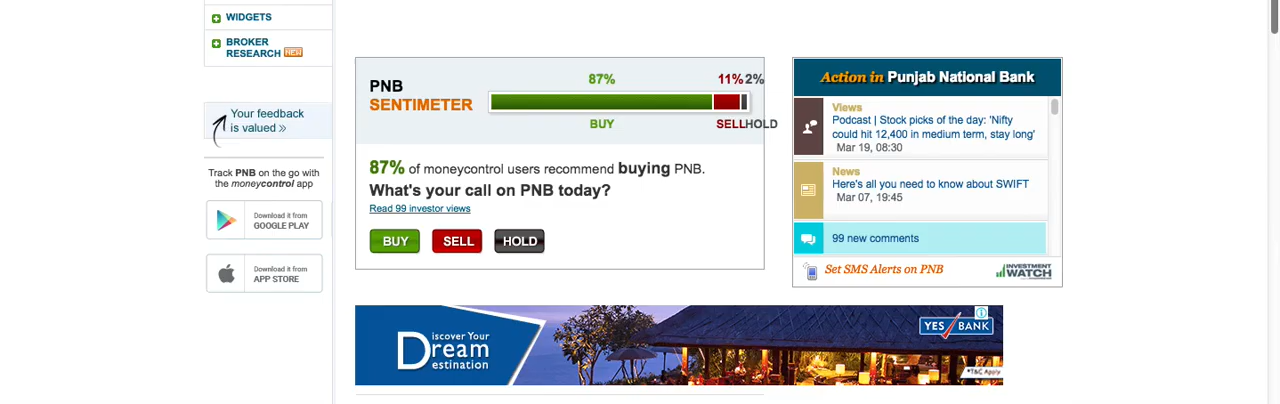 WIDGETS
BROKER
RESEARCH NEW
Your feedback
is valued »
Track PNB on the go with
the moneycontrol app
Download it from
GOOGLE PLAY
Download it from
APP STORE
PNB
SENTIMETER
87% 11% 2%
BUY SELL HOLD
87% of moneycontrol users recommend buying PNB.
What's your call on PNB today?
Read 99 investor views
BUY SELL HOLD
Action in Punjab National Bank
Views
Podcast | Stock picks of the day: 'Nifty
could hit 12,400 in medium term, stay long'
Mar 19, 08:30
News
Here's all you need to know about SWIFT
Mar 07, 19:45
99 new comments
Set SMS Alerts on PNB
INVESTMENT
WATCH
Discover Your
Dream
Destination
YES BANK
*T&C Apply